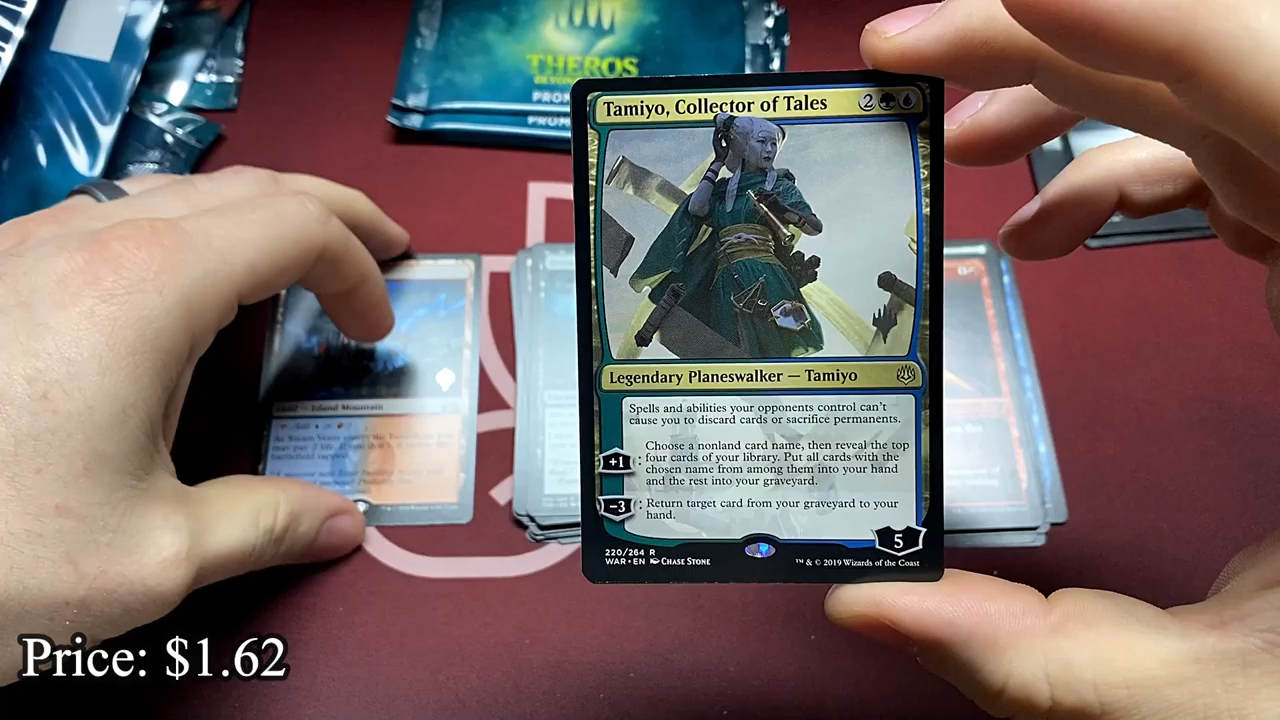 THEROS
PROM
PROM
Tamiyo, Collector of Tales 2
Legendary Planeswalker — Tamiyo
Spells and abilities your opponents control can't
cause you to discard cards or sacrifice permanents.
+1 : Choose a nonland card name, then reveal the top
four cards of your library. Put all cards with the
chosen name from among them into your hand
and the rest into your graveyard.
−3 : Return target card from your graveyard to your
hand.
5
220/264 R
WAR • EN Chase Stone
™ & © 2019 Wizards of the Coast
Land — Island Mountain
Price: $1.62